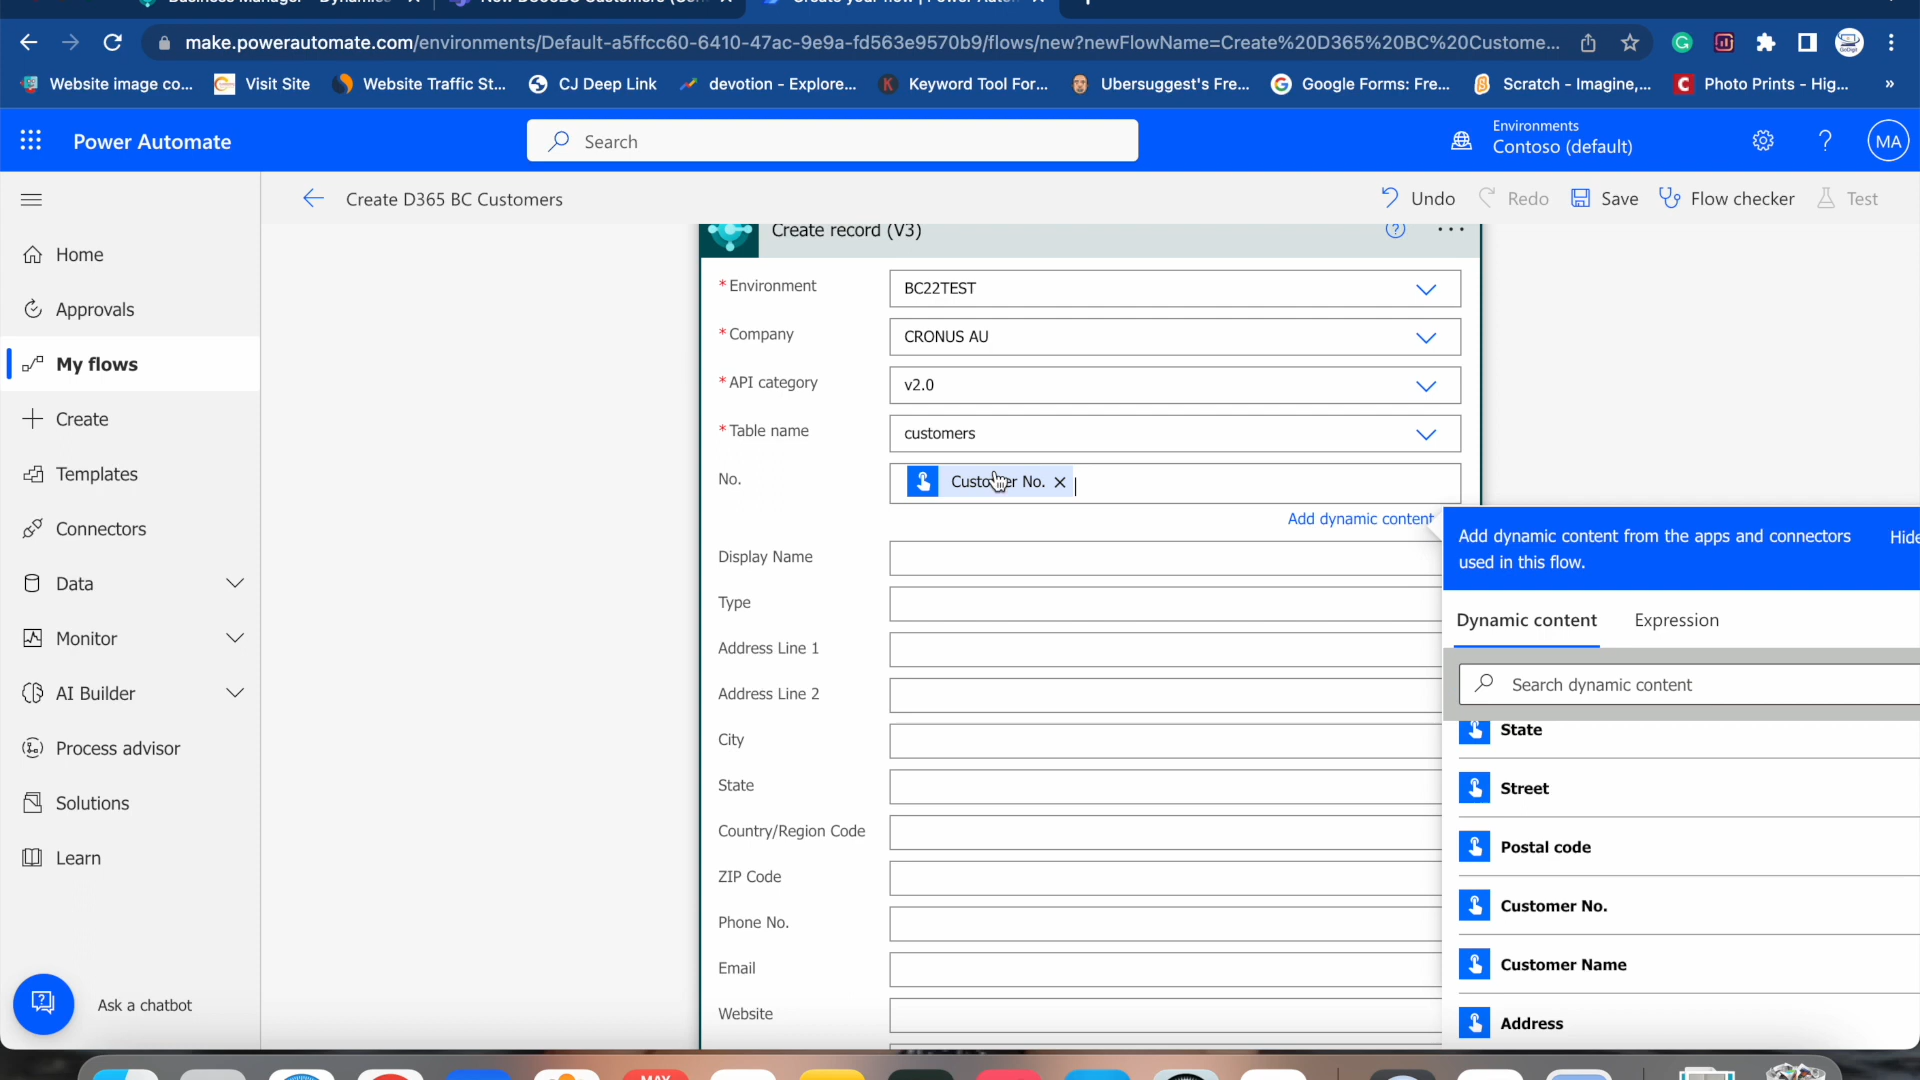 make.powerautomate.com/environments/Default-a5ffcc60-6410-47ac-9e9a-fd563e9570b9/flows/new?newFlowName=Create%20D365%20BC%20Custome...
Website image co... Visit Site Website Traffic St... CJ Deep Link devotion - Explore... Keyword Tool For... Ubersuggest's Fre... Google Forms: Fre... Scratch - Imagine,... Photo Prints - Hig... »
Power Automate
Search
Environments
Contoso (default)
?
MA
Create D365 BC Customers
Undo Redo Save Flow checker Test
Home
Approvals
My flows
Create
Templates
Connectors
Data
Monitor
AI Builder
Process advisor
Solutions
Learn
Ask a chatbot
Create record (V3)
* Environment BC22TEST
* Company CRONUS AU
* API category v2.0
* Table name customers
No. Customer No. ×
Add dynamic content
Display Name
Type
Address Line 1
Address Line 2
City
State
Country/Region Code
ZIP Code
Phone No.
Email
Website
Add dynamic content from the apps and connectors
used in this flow.
Hide
Dynamic content Expression
Search dynamic content
State
Street
Postal code
Customer No.
Customer Name
Address